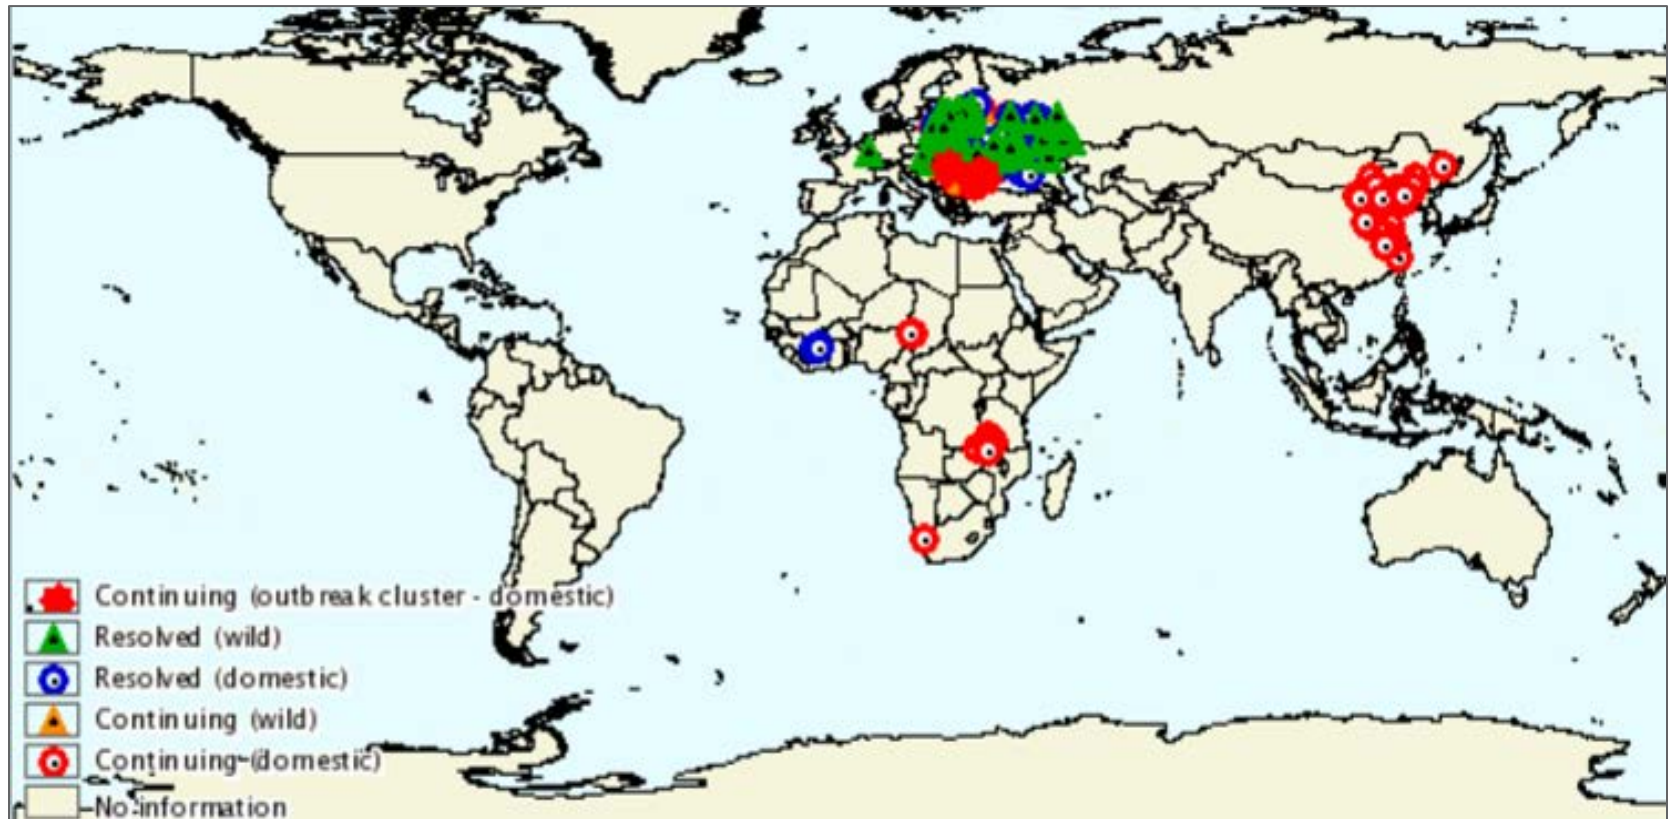 Continuing (outbreak cluster - domestic)
Resolved (wild)
Resolved (domestic)
Continuing (wild)
Continuing (domestic)
No information